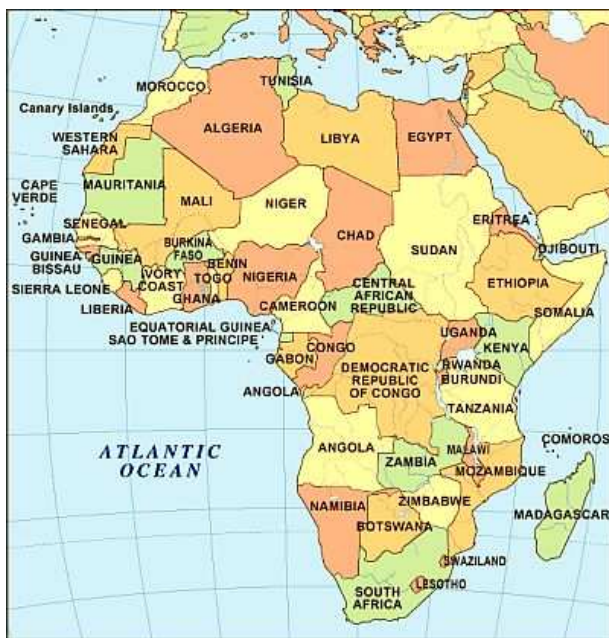 MOROCCO
TUNISIA
Canary Islands
ALGERIA
LIBYA
EGYPT
WESTERN
SAHARA
MAURITANIA
CAPE
VERDE
MALI
NIGER
CHAD
SUDAN
ERITREA
SENEGAL
GAMBIA
GUINEA
BISSAU
GUINEA
BURKINA
FASO
BENIN
DJIBOUTI
SIERRA LEONE
IVORY
COAST
TOGO
NIGERIA
ETHIOPIA
LIBERIA
GHANA
CAMEROON
CENTRAL
AFRICAN
REPUBLIC
SOMALIA
EQUATORIAL GUINEA
SAO TOME & PRINCIPE
UGANDA
KENYA
GABON
CONGO
DEMOCRATIC
REPUBLIC
OF CONGO
RWANDA
BURUNDI
ANGOLA
TANZANIA
ATLANTIC
OCEAN
ANGOLA
ZAMBIA
MALAWI
COMOROS
MOZAMBIQUE
NAMIBIA
ZIMBABWE
BOTSWANA
MADAGASCAR
SWAZILAND
LESOTHO
SOUTH
AFRICA